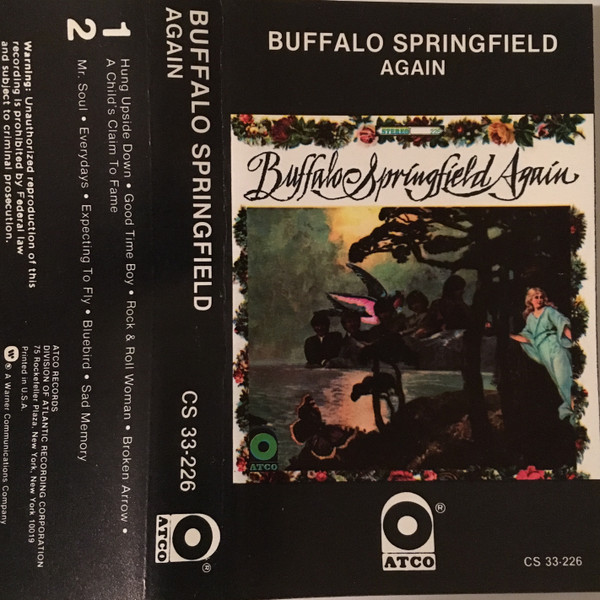 BUFFALO SPRINGFIELD
AGAIN
STEREO
Buffalo Springfield Again
ATCO
®
ATCO
CS 33-226
BUFFALO SPRINGFIELD
AGAIN
CS 33-226
ATCO
®
1
Hung Upside Down • Good Time Boy • Rock & Roll Woman • Broken Arrow •
A Child's Claim To Fame
2
Mr. Soul • Everydays • Expecting To Fly • Bluebird • Sad Memory
Warning: Unauthorized reproduction of this
recording is prohibited by Federal law
and subject to criminal prosecution.
ATCO RECORDS
DIVISION OF ATLANTIC RECORDING CORPORATION
75 Rockefeller Plaza, New York, New York 10019
Printed in U.S.A.
® A Warner Communications Company